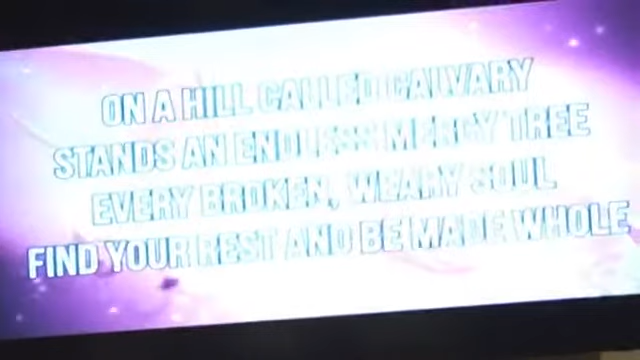 ON A HILL CALLED CALVARY
STANDS AN ENDLESS MERCY TREE
EVERY BROKEN, WEARY SOUL
FIND YOUR REST AND BE MADE WHOLE